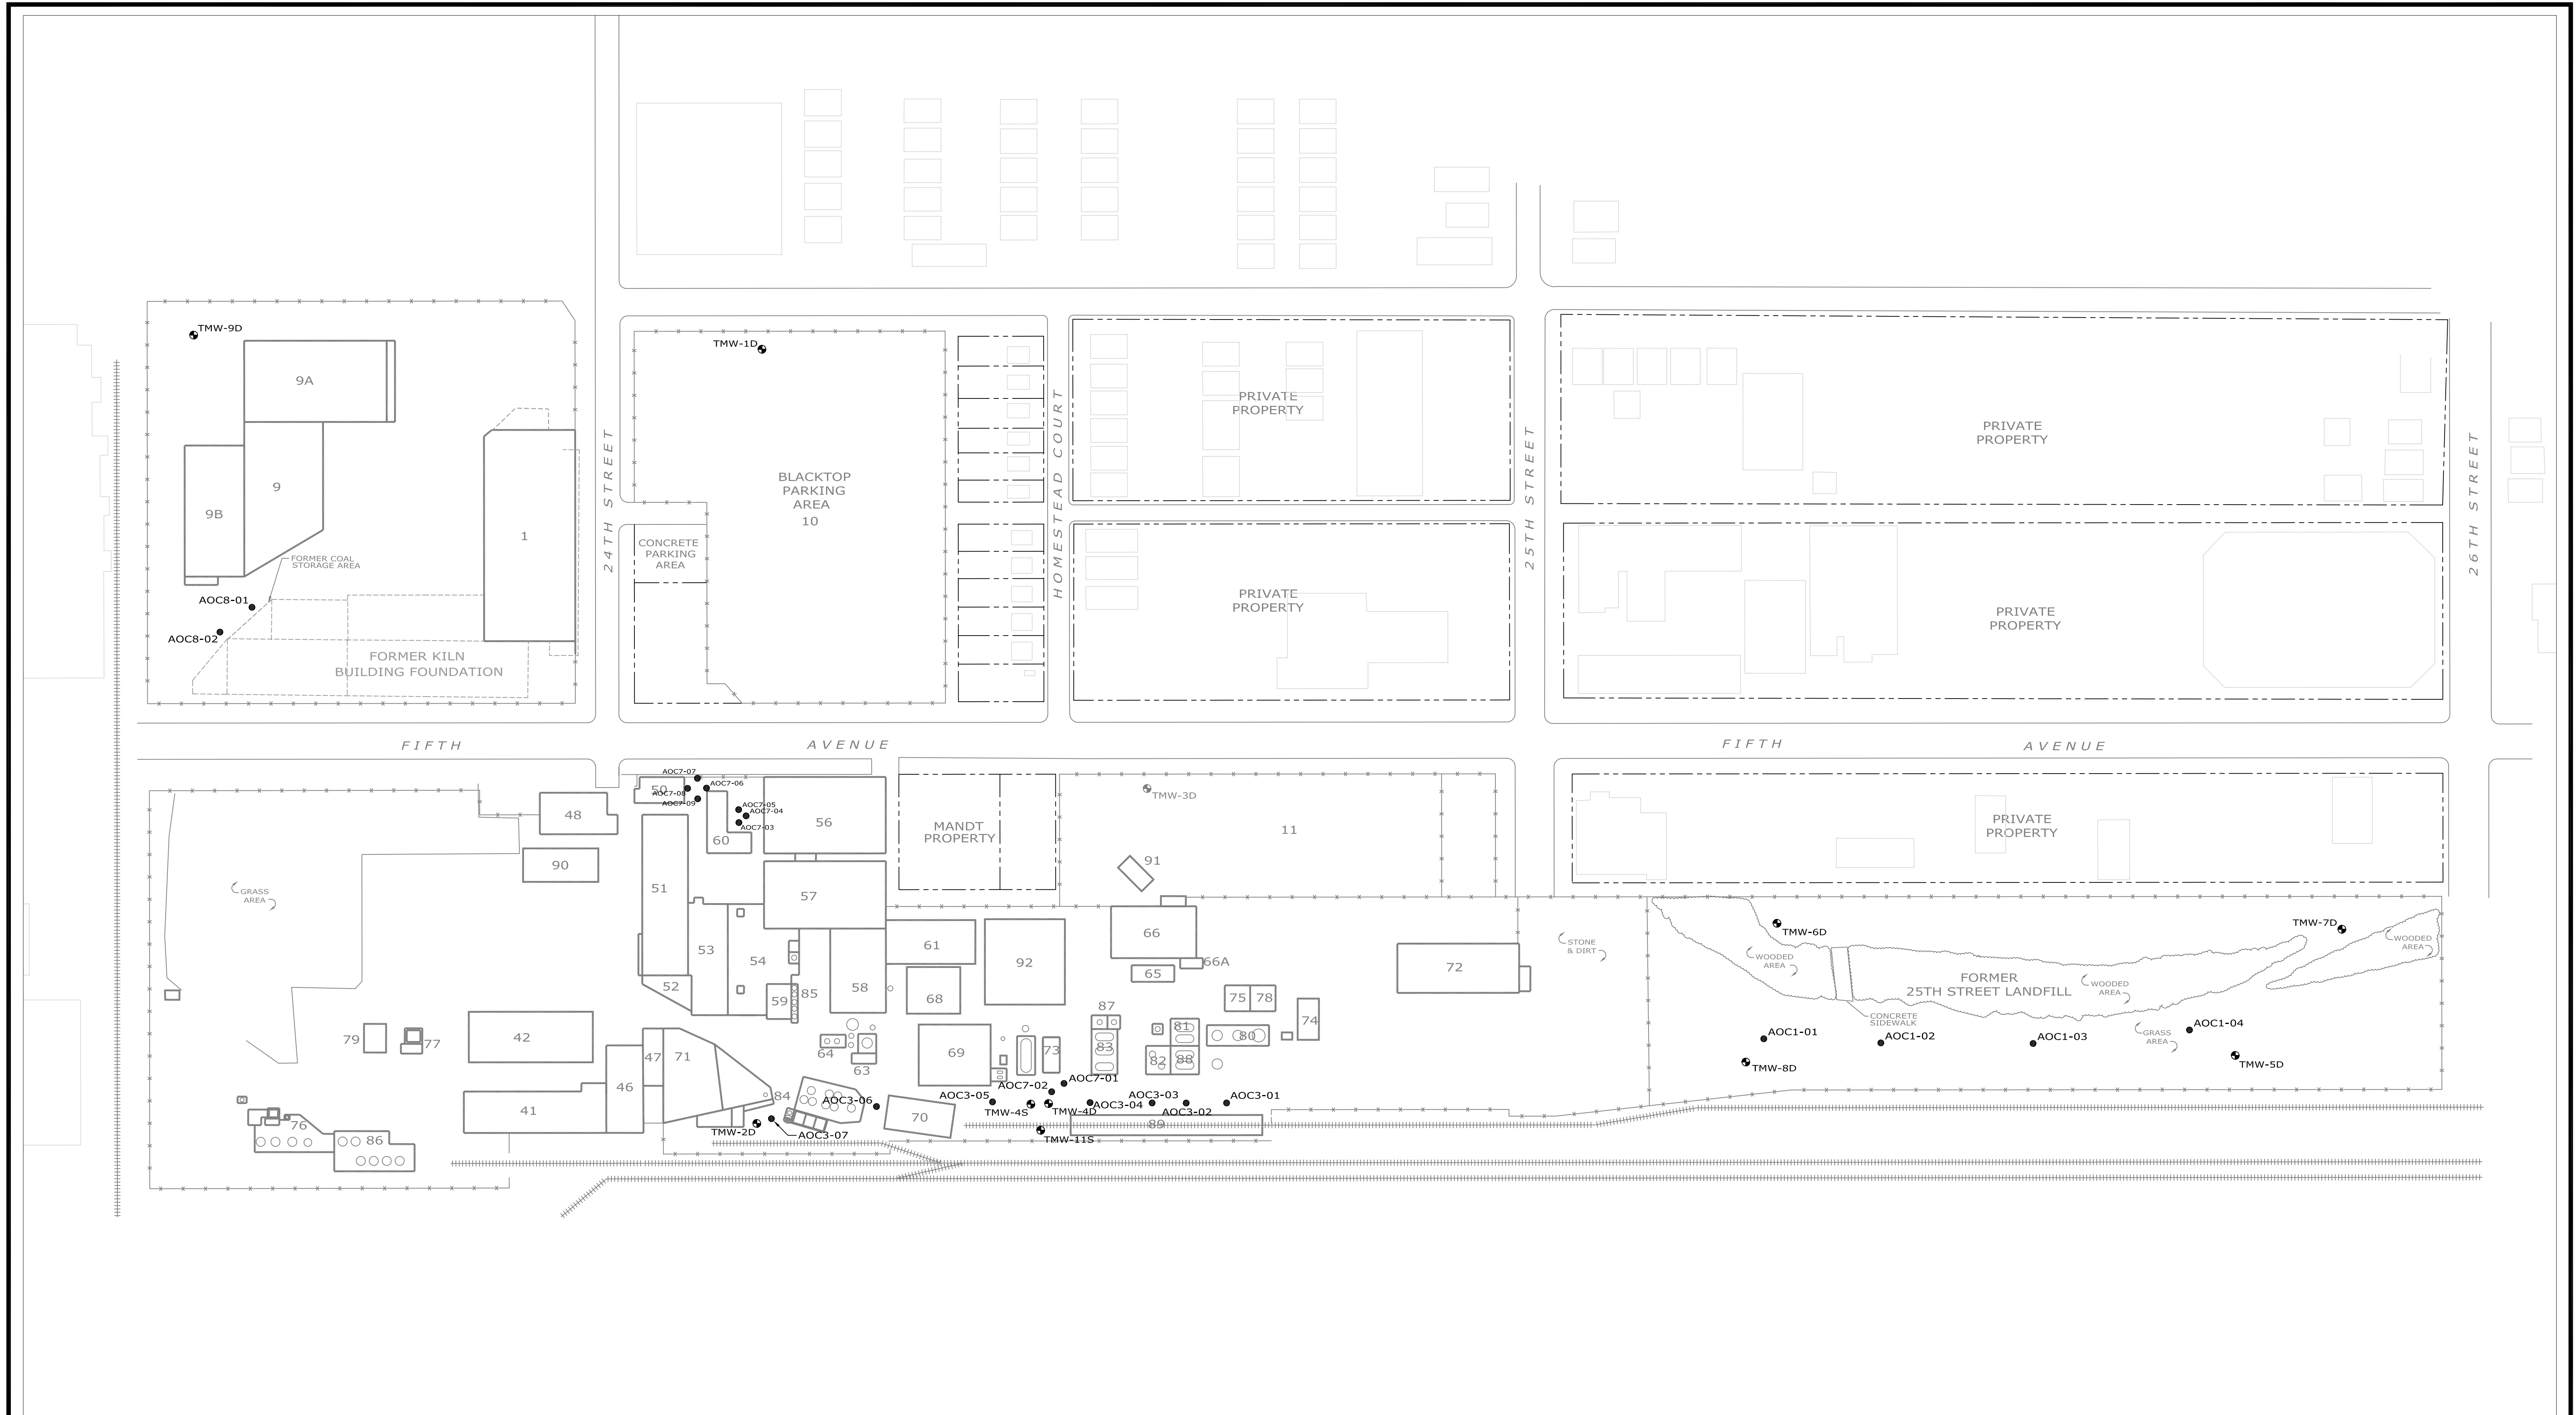 TMW-9D
TMW-1D
9A
9
9B
1
FORMER COAL
STORAGE AREA
AOC8-01
AOC8-02
FORMER KILN
BUILDING FOUNDATION
24TH STREET
BLACKTOP
PARKING
AREA
10
CONCRETE
PARKING
AREA
HOMESTEAD COURT
PRIVATE
PROPERTY
PRIVATE
PROPERTY
25TH STREET
PRIVATE
PROPERTY
PRIVATE
PROPERTY
26TH STREET
FIFTH
AVENUE
FIFTH
AVENUE
AOC7-07
AOC7-06
50
AOC7-08
AOC7-09
AOC7-05
AOC7-04
AOC7-03
48
60
56
MANDT
PROPERTY
TMW-3D
11
PRIVATE
PROPERTY
90
91
51
57
GRASS
AREA
53
54
61
92
66
66A
65
72
STONE
& DIRT
TMW-6D
TMW-7D
WOODED
AREA
WOODED
AREA
FORMER
25TH STREET LANDFILL
WOODED
AREA
CONCRETE
SIDEWALK
GRASS
AREA
52
59
85
58
68
75
78
74
87
79
77
42
47
71
64
63
69
73
83
81
80
82
88
AOC1-01
AOC1-02
AOC1-03
AOC1-04
TMW-8D
TMW-5D
46
41
84
AOC3-06
70
AOC3-05
AOC7-02
AOC7-01
TMW-4S
TMW-4D
AOC3-04
AOC3-03
AOC3-02
AOC3-01
76
86
TMW-2D
AOC3-07
TMW-11S
89